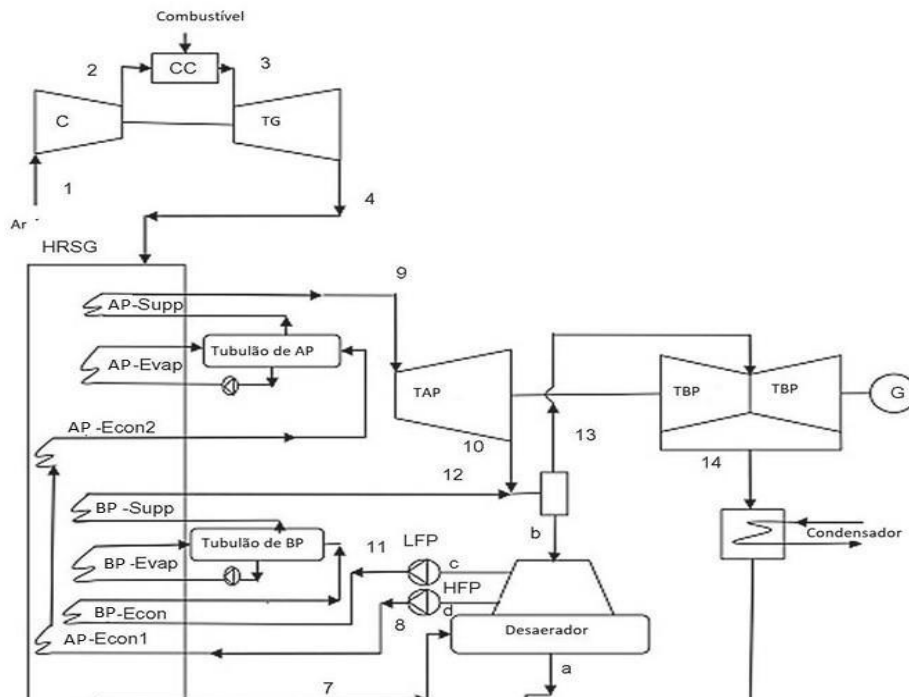 Combustível
2
CC
3
C
TG
1
4
Ar
HRSG
9
AP-Supp
Tubulão de AP
AP-Evap
TAP
TBP
TBP
G
AP-Econ2
10
13
14
12
BP-Supp
b
Tubulão de BP
11
LFP
Condensador
BP-Evap
c
HFP
BP-Econ
d
8
Desaerador
AP-Econ1
a
7